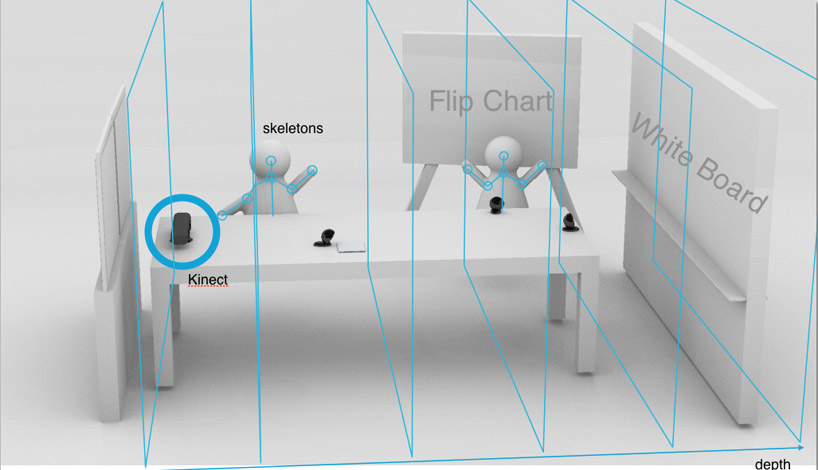 Flip Chart
skeletons
White Board
Kinect
depth